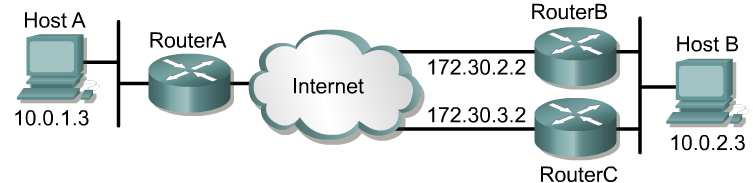 Host A
RouterA
10.0.1.3
Internet
RouterB
172.30.2.2
172.30.3.2
RouterC
Host B
10.0.2.3